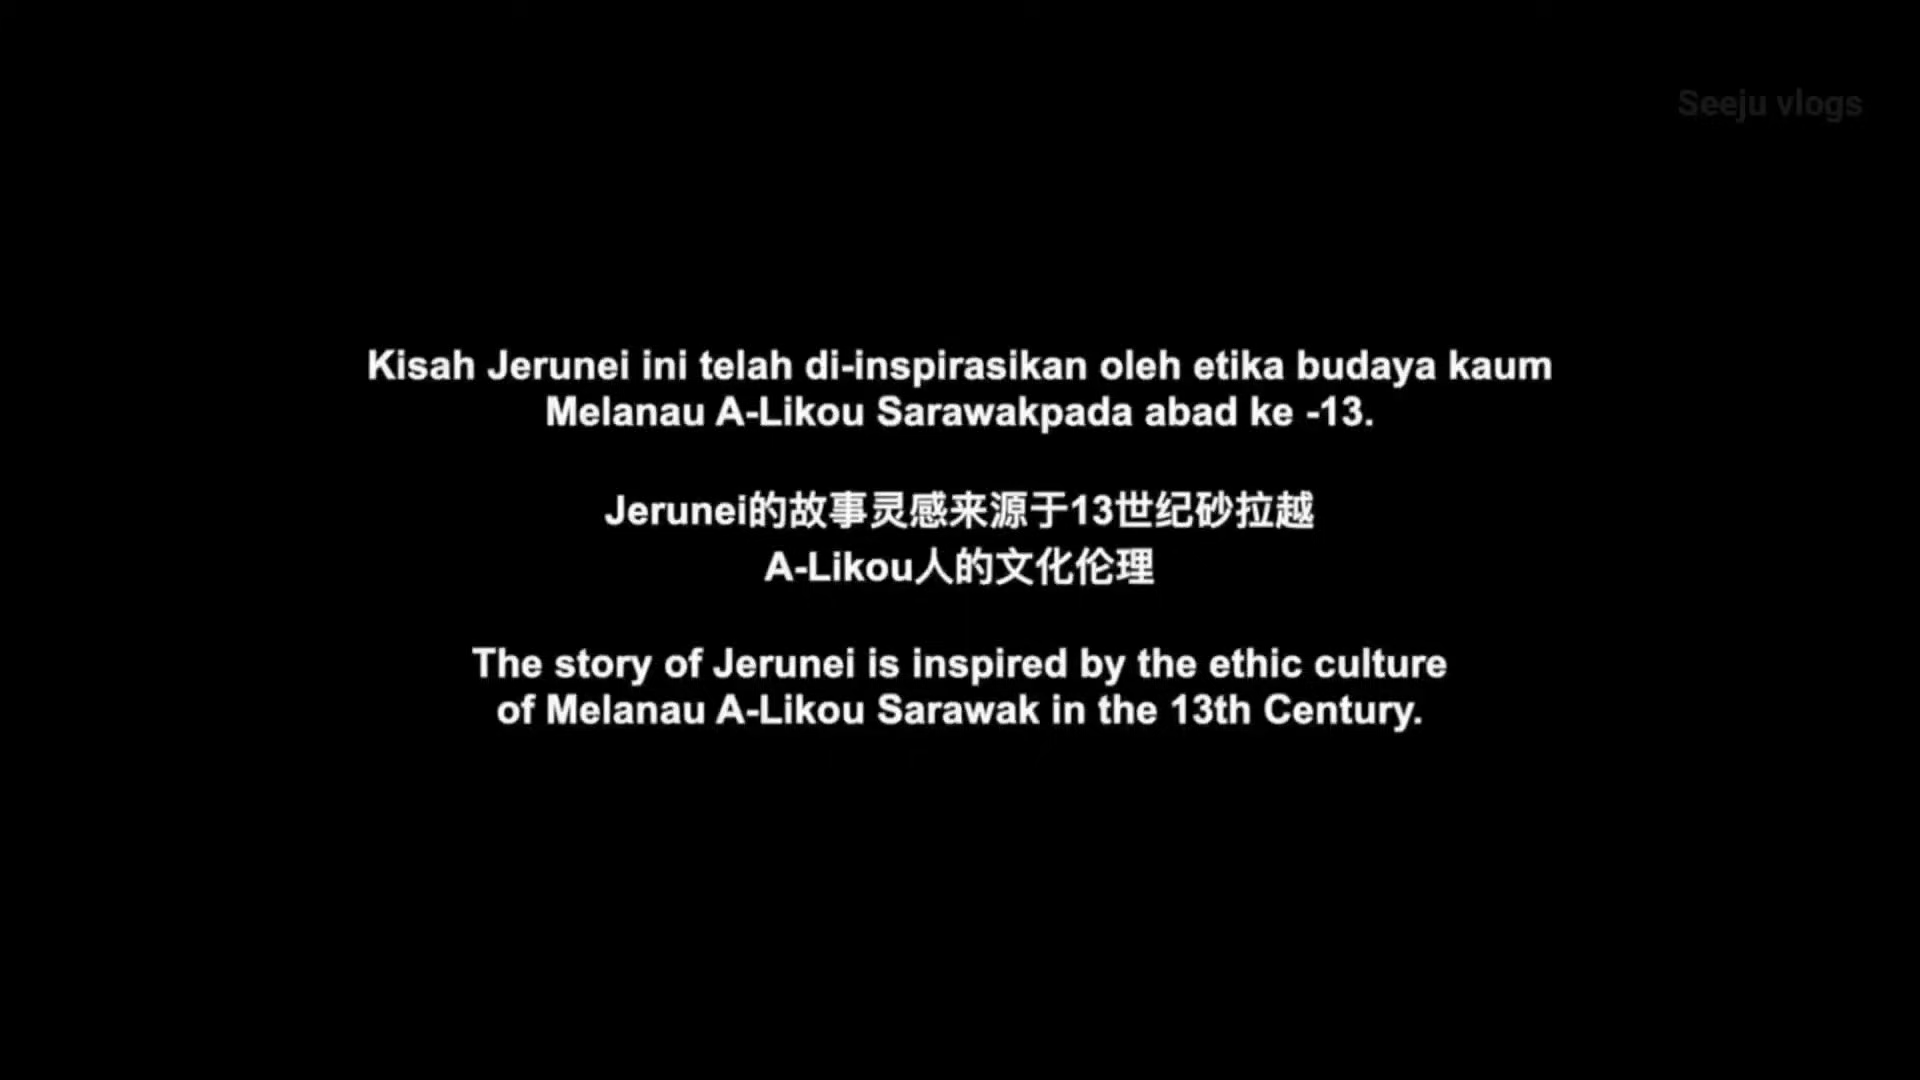 Seeju vlogs
Kisah Jerunei ini telah di-inspirasikan oleh etika budaya kaum
Melanau A-Likou Sarawakpada abad ke -13.
Jerunei的故事灵感来源于13世纪砂拉越
A-Likou人的文化伦理
The story of Jerunei is inspired by the ethic culture
of Melanau A-Likou Sarawak in the 13th Century.